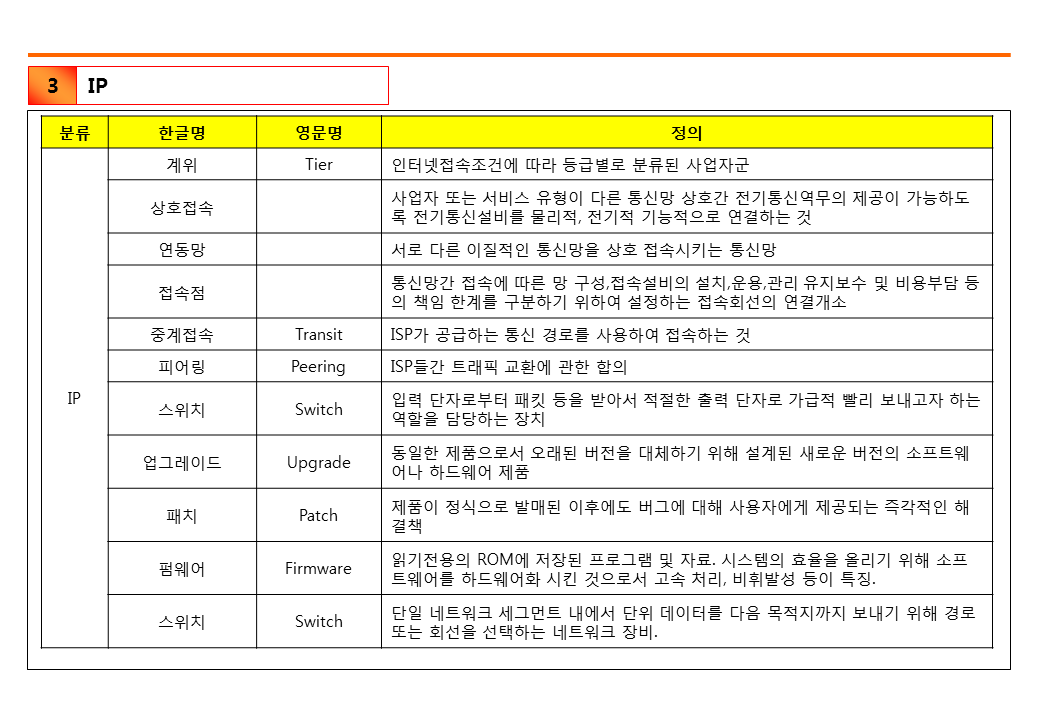 3 IP
분류 한글명 영문명 정의
IP
계위 Tier 인터넷접속조건에 따라 등급별로 분류된 사업자군
상호접속 사업자 또는 서비스 유형이 다른 통신망 상호간 전기통신역무의 제공이 가능하도
록 전기통신설비를 물리적, 전기적 기능적으로 연결하는 것
연동망 서로 다른 이질적인 통신망을 상호 접속시키는 통신망
접속점 통신망간 접속에 따른 망 구성,접속설비의 설치,운용,관리 유지보수 및 비용부담 등
의 책임 한계를 구분하기 위하여 설정하는 접속회선의 연결개소
중계접속 Transit ISP가 공급하는 통신 경로를 사용하여 접속하는 것
피어링 Peering ISP들간 트래픽 교환에 관한 합의
스위치 Switch 입력 단자로부터 패킷 등을 받아서 적절한 출력 단자로 가급적 빨리 보내고자 하는
역할을 담당하는 장치
업그레이드 Upgrade 동일한 제품으로서 오래된 버전을 대체하기 위해 설계된 새로운 버전의 소프트웨
어나 하드웨어 제품
패치 Patch 제품이 정식으로 발매된 이후에도 버그에 대해 사용자에게 제공되는 즉각적인 해
결책
펌웨어 Firmware 읽기전용의 ROM에 저장된 프로그램 및 자료. 시스템의 효율을 올리기 위해 소프
트웨어를 하드웨어화 시킨 것으로서 고속 처리, 비휘발성 등이 특징.
스위치 Switch 단일 네트워크 세그먼트 내에서 단위 데이터를 다음 목적지까지 보내기 위해 경로
또는 회선을 선택하는 네트워크 장비.